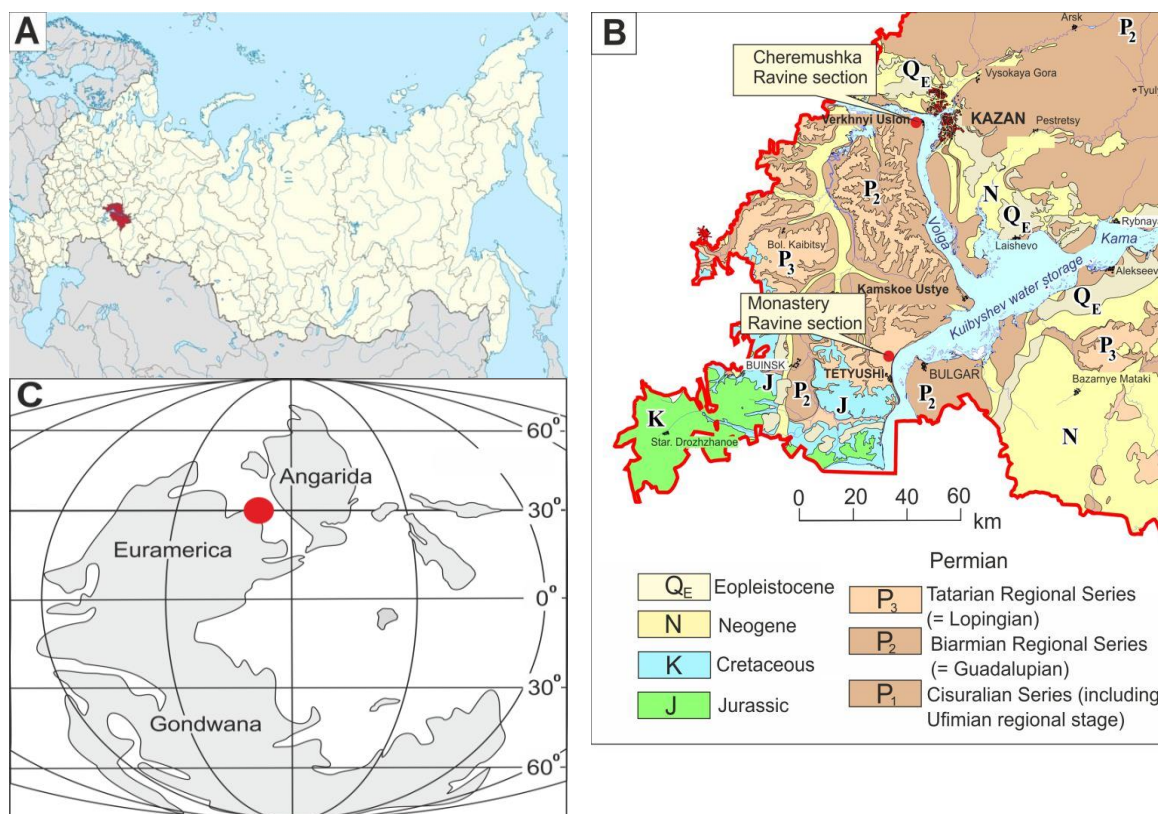 A
B
Cheremushka
Ravine section
Arsk
P2
QE
Vysokaya Gora
Verkhnyi Uslon
KAZAN
Pestretsy
P2
N
QE
Volga
Laishevo
Kama
Bol. Kaibitsy
P3
Kamskoe Ustye
Kuibyshev water storage
QE
Monastery
Ravine section
P3
BUINSK
TETYUSHI
BULGAR
J
P2
J
P2
Bazarnye Mataki
K
Star. Drozhzhanoe
N
0 20 40 60
km
Permian
QE Eopleistocene
N Neogene
K Cretaceous
J Jurassic
P3 Tatarian Regional Series
(= Lopingian)
P2 Biarmian Regional Series
(= Guadalupian)
P1 Cisuralian Series (including
Ufimian regional stage)
C
60°
Angarida
30°
Euramerica
0°
30°
Gondwana
60°